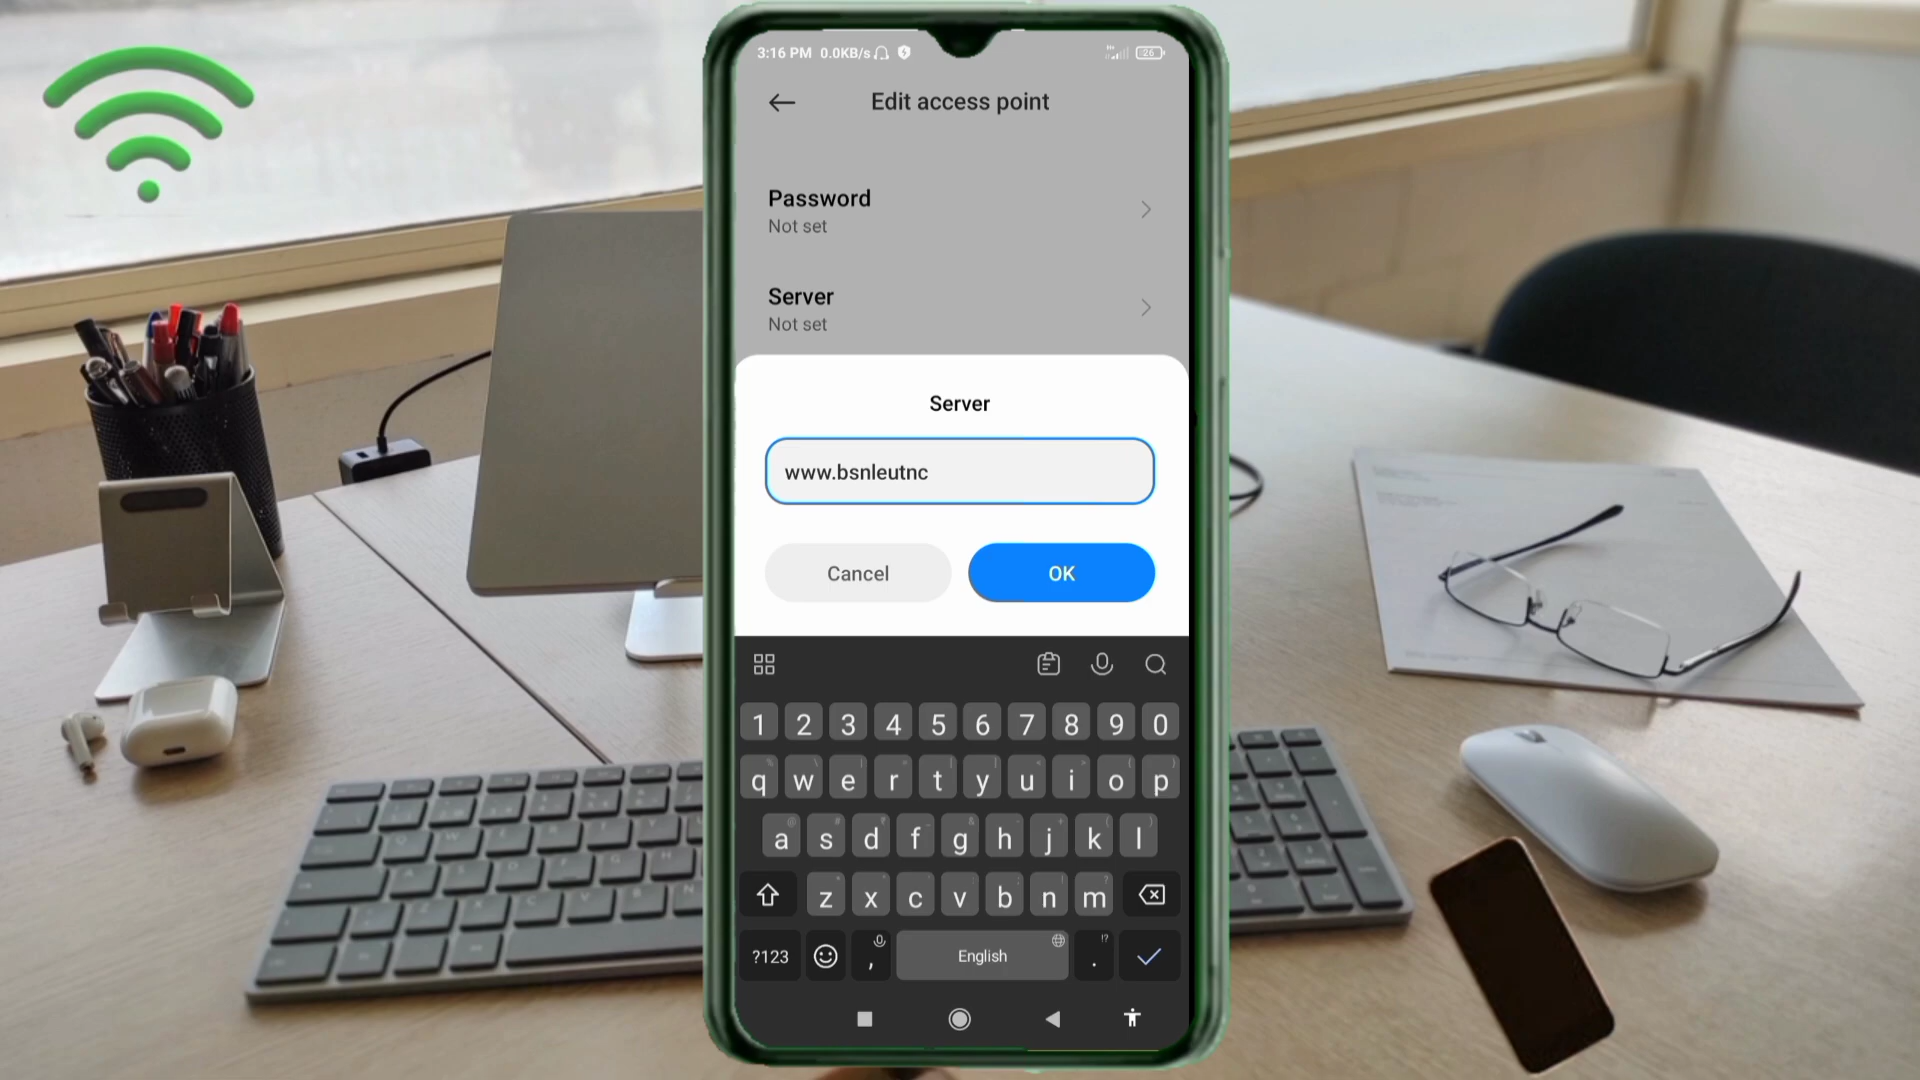 3:16 PM 0.0KB/s 26
Edit access point
Password
Not set
Server
Not set
Server
www.bsnleutnc
Cancel OK
1 2 3 4 5 6 7 8 9 0
q w e r t y u i o p
a s d f g h j k l
z x c v b n m
?123 , English .